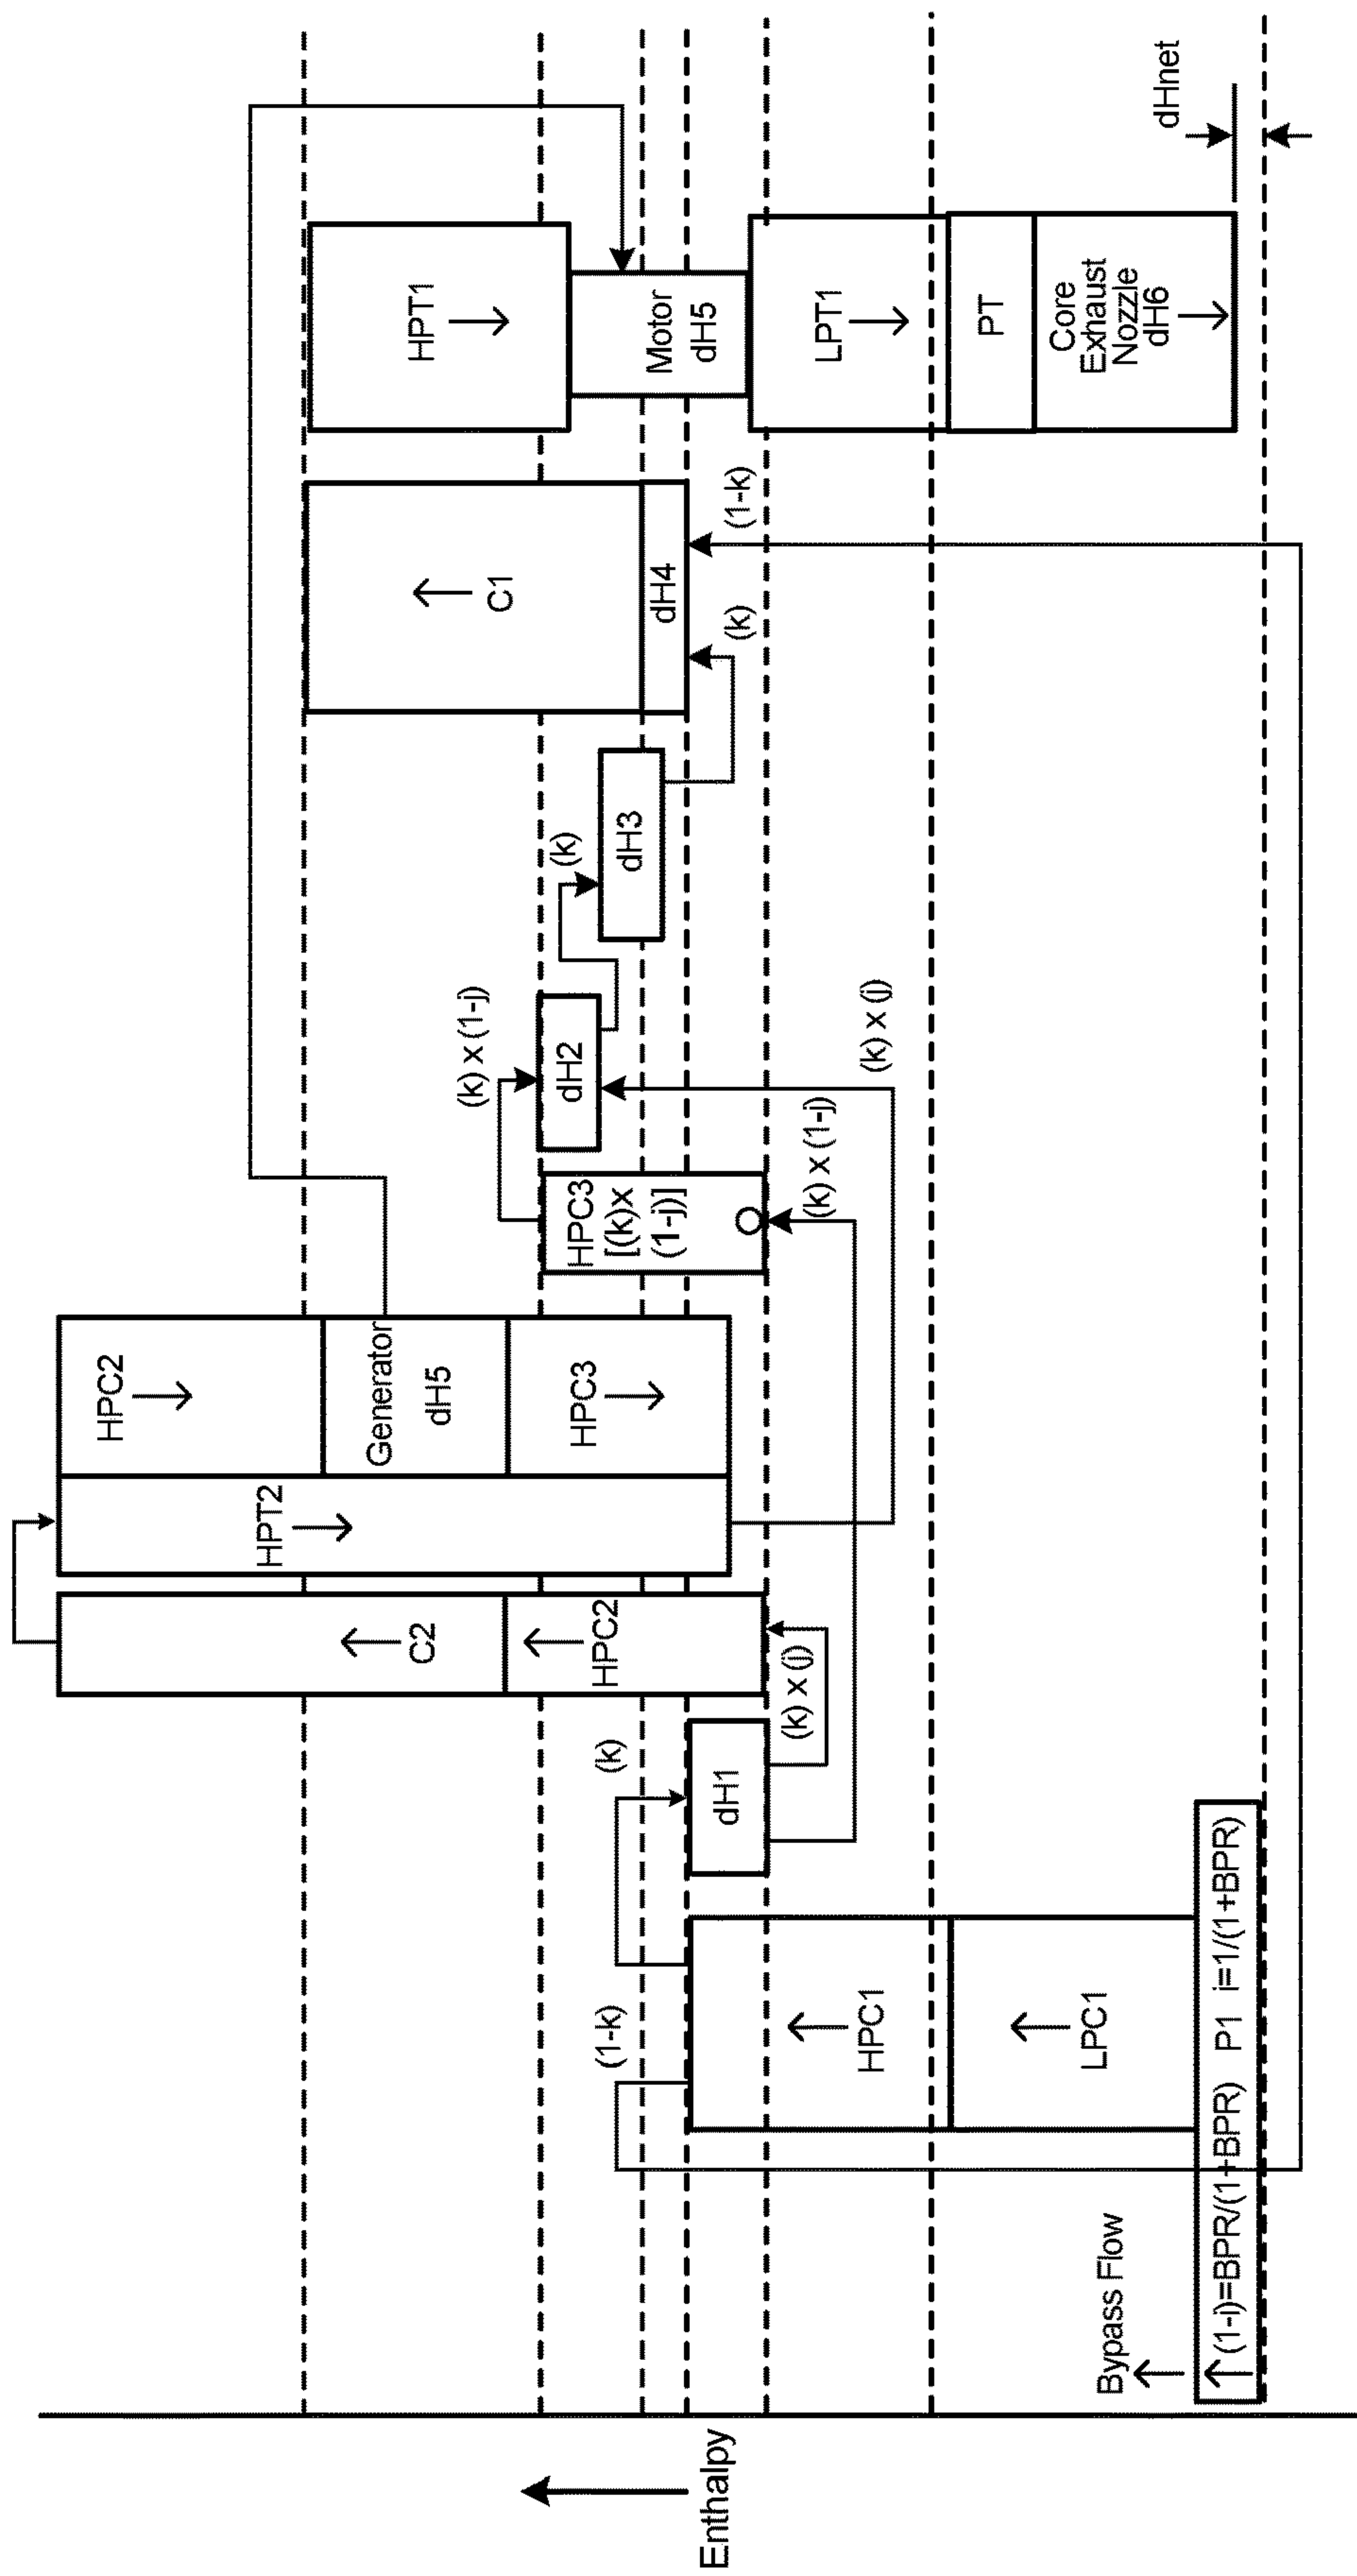 Enthalpy
Bypass Flow
(1-i)=BPR/(1+BPR) P1 i=1/(1+BPR)
(1-k)
HPC1
LPC1
(k)
dH1
(k) x (j)
C2
HPC2
HPT2
HPC2
Generator
dH5
HPC3
HPC3
[(k)x
(1-j)]
(k) x (1-j)
(k) x (1-j)
dH2
(k) x (j)
(k)
dH3
(k)
(1-k)
C1
dH4
HPT1
Motor
dH5
LPT1
PT
Core
Exhaust
Nozzle
dH6
dHnet